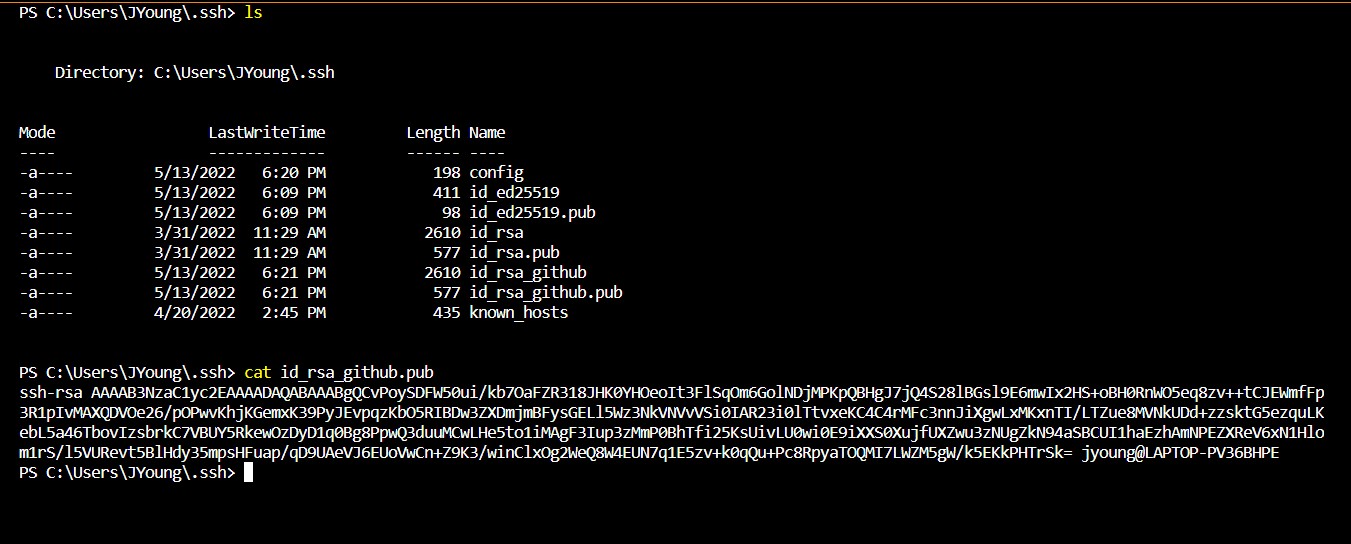 PS C:\Users\JYoung\.ssh> ls
Directory: C:\Users\JYoung\.ssh
Mode LastWriteTime Length Name
---- ------------- ------ ----
-a---- 5/13/2022 6:20 PM 198 config
-a---- 5/13/2022 6:09 PM 411 id_ed25519
-a---- 5/13/2022 6:09 PM 98 id_ed25519.pub
-a---- 3/31/2022 11:29 AM 2610 id_rsa
-a---- 3/31/2022 11:29 AM 577 id_rsa.pub
-a---- 5/13/2022 6:21 PM 2610 id_rsa_github
-a---- 5/13/2022 6:21 PM 577 id_rsa_github.pub
-a---- 4/20/2022 2:45 PM 435 known_hosts
PS C:\Users\JYoung\.ssh> cat id_rsa_github.pub
ssh-rsa AAAAB3NzaC1yc2EAAAADAQABAAABgQCvPoySDFW50ui/kb7OaFZR318JHK0YHOeoIt3FlSqOm6GolNDjMPKpQBHgJ7jQ4S28lBGsl9E6mwIx2HS+oBH0RnWO5eq8zv++tCJEWmfFp
3R1pIvMAXQDVOe26/pOPwvKhjKGemxK39PyJEvpqzKbO5RIBDw3ZXDmjmBFysGELl5Wz3NkVNVvVSi0IAR23i0lTtvxeKC4C4rMFc3nnJiXgwLxMKxnTI/LTZue8MVNkUDd+zzsktG5ezquLK
ebL5a46TbovIzsbrkC7VBUY5RkewOzDyD1q0Bg8PpwQ3duuMCwLHe5to1iMAgF3Iup3zMmP0BhTfi25KsUivLU0wi0E9iXXS0XujfUXZwu3zNUgZkN94aSBCUI1haEzhAmNPEZXReV6xN1Hlo
m1rS/l5VURevt5BlHdy35mpsHFuap/qD9UAeVJ6EUoVwCn+Z9K3/winClxOg2WeQ8W4EUN7q1E5zv+k0qQu+Pc8RpyaTOQMI7LWZM5gW/k5EKkPHTrSk= jyoung@LAPTOP-PV36BHPE
PS C:\Users\JYoung\.ssh>